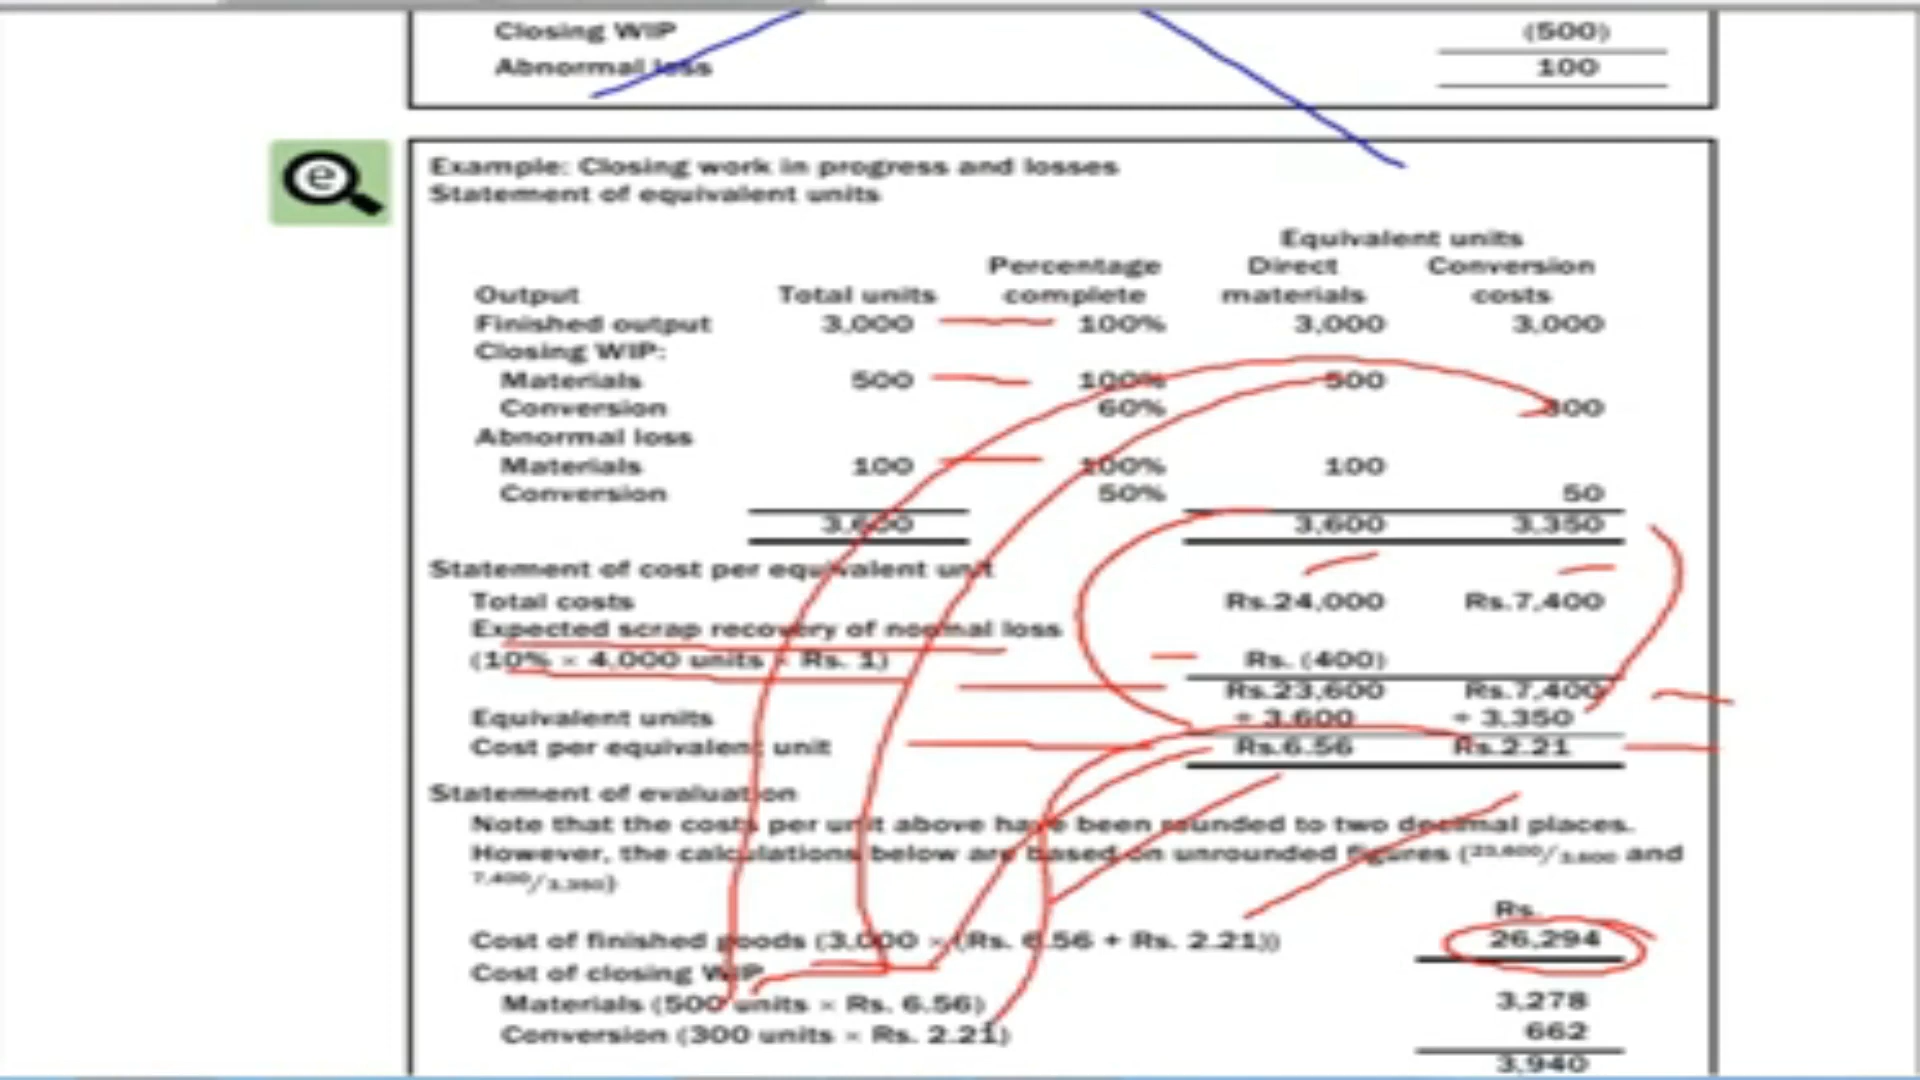 Closing WIP (500)
Abnormal loss 100
e
Example: Closing work in progress and losses
Statement of equivalent units
Equivalent units
Percentage Direct Conversion
Output Total units complete materials costs
Finished output 3,000 100% 3,000 3,000
Closing WIP:
Materials 500 100% 500
Conversion 60% 300
Abnormal loss
Materials 100 100% 100
Conversion 50% 50
3,600 3,600 3,350
Statement of cost per equivalent unit
Total costs Rs.24,000 Rs.7,400
Expected scrap recovery of normal loss
(10% × 4,000 units × Rs. 1) Rs. (400)
Rs.23,600 Rs.7,400
Equivalent units ÷ 3,600 ÷ 3,350
Cost per equivalent unit Rs.6.56 Rs.2.21
Statement of evaluation
Note that the costs per unit above have been rounded to two decimal places.
However, the calculations below are based on unrounded figures (23,600/3,600 and
7,400/3,350)
Rs.
Cost of finished goods (3,000 × (Rs. 6.56 + Rs. 2.21)) 26,294
Cost of closing WIP
Materials (500 units × Rs. 6.56) 3,278
Conversion (300 units × Rs. 2.21) 662
3,940